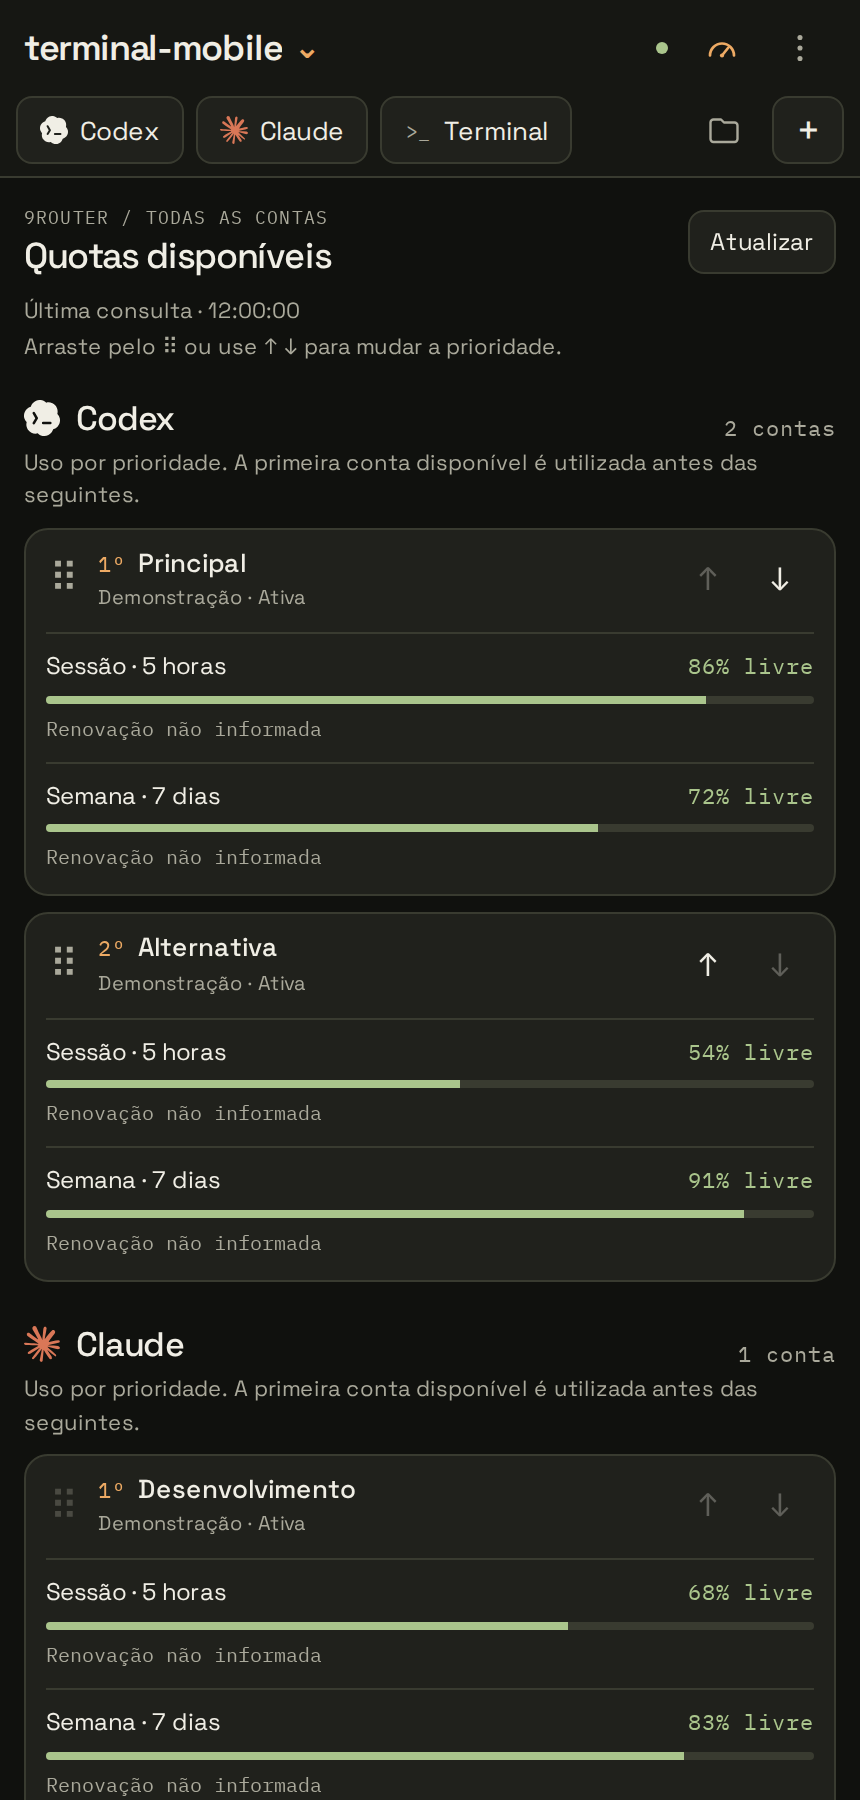 terminal-mobile
Codex
Claude
>_ Terminal
+
9ROUTER / TODAS AS CONTAS
Quotas disponíveis
Atualizar
Última consulta · 12:00:00
Arraste pelo ⠿ ou use ↑ ↓ para mudar a prioridade.
Codex
2 contas
Uso por prioridade. A primeira conta disponível é utilizada antes das
seguintes.
1º Principal
↑ ↓
Demonstração · Ativa
Sessão · 5 horas
86% livre
Renovação não informada
Semana · 7 dias
72% livre
Renovação não informada
2º Alternativa
↑ ↓
Demonstração · Ativa
Sessão · 5 horas
54% livre
Renovação não informada
Semana · 7 dias
91% livre
Renovação não informada
Claude
1 conta
Uso por prioridade. A primeira conta disponível é utilizada antes das
seguintes.
1º Desenvolvimento
↑ ↓
Demonstração · Ativa
Sessão · 5 horas
68% livre
Renovação não informada
Semana · 7 dias
83% livre
Renovação não informada